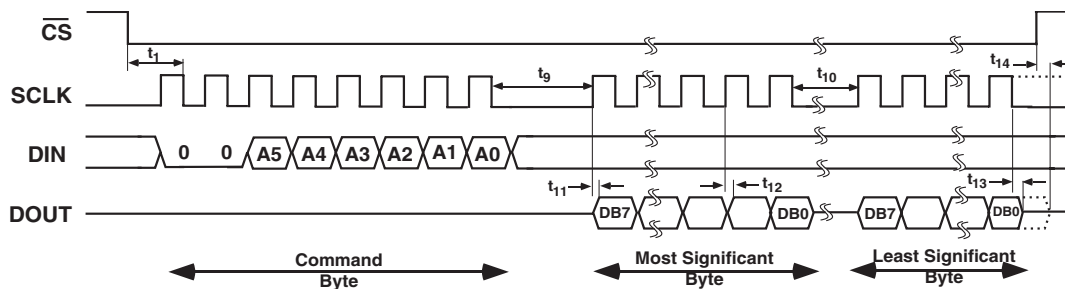 CS
t1
t9
t10
t14
SCLK
DIN
0 0 A5 A4 A3 A2 A1 A0
t11
t12
t13
DOUT
DB7
DB0
DB7
DB0
Command
Byte
Most Significant
Byte
Least Significant
Byte